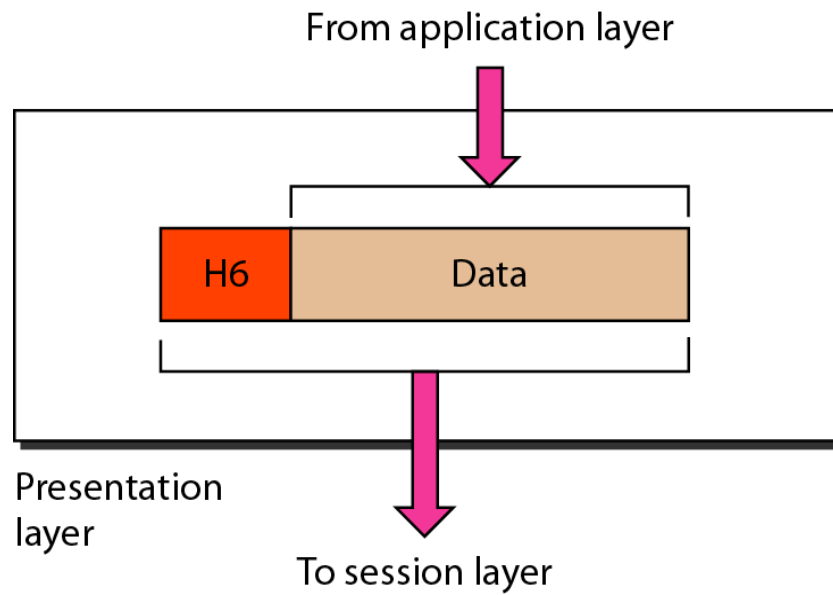 From application layer
H6
Data
Presentation
layer
To session layer